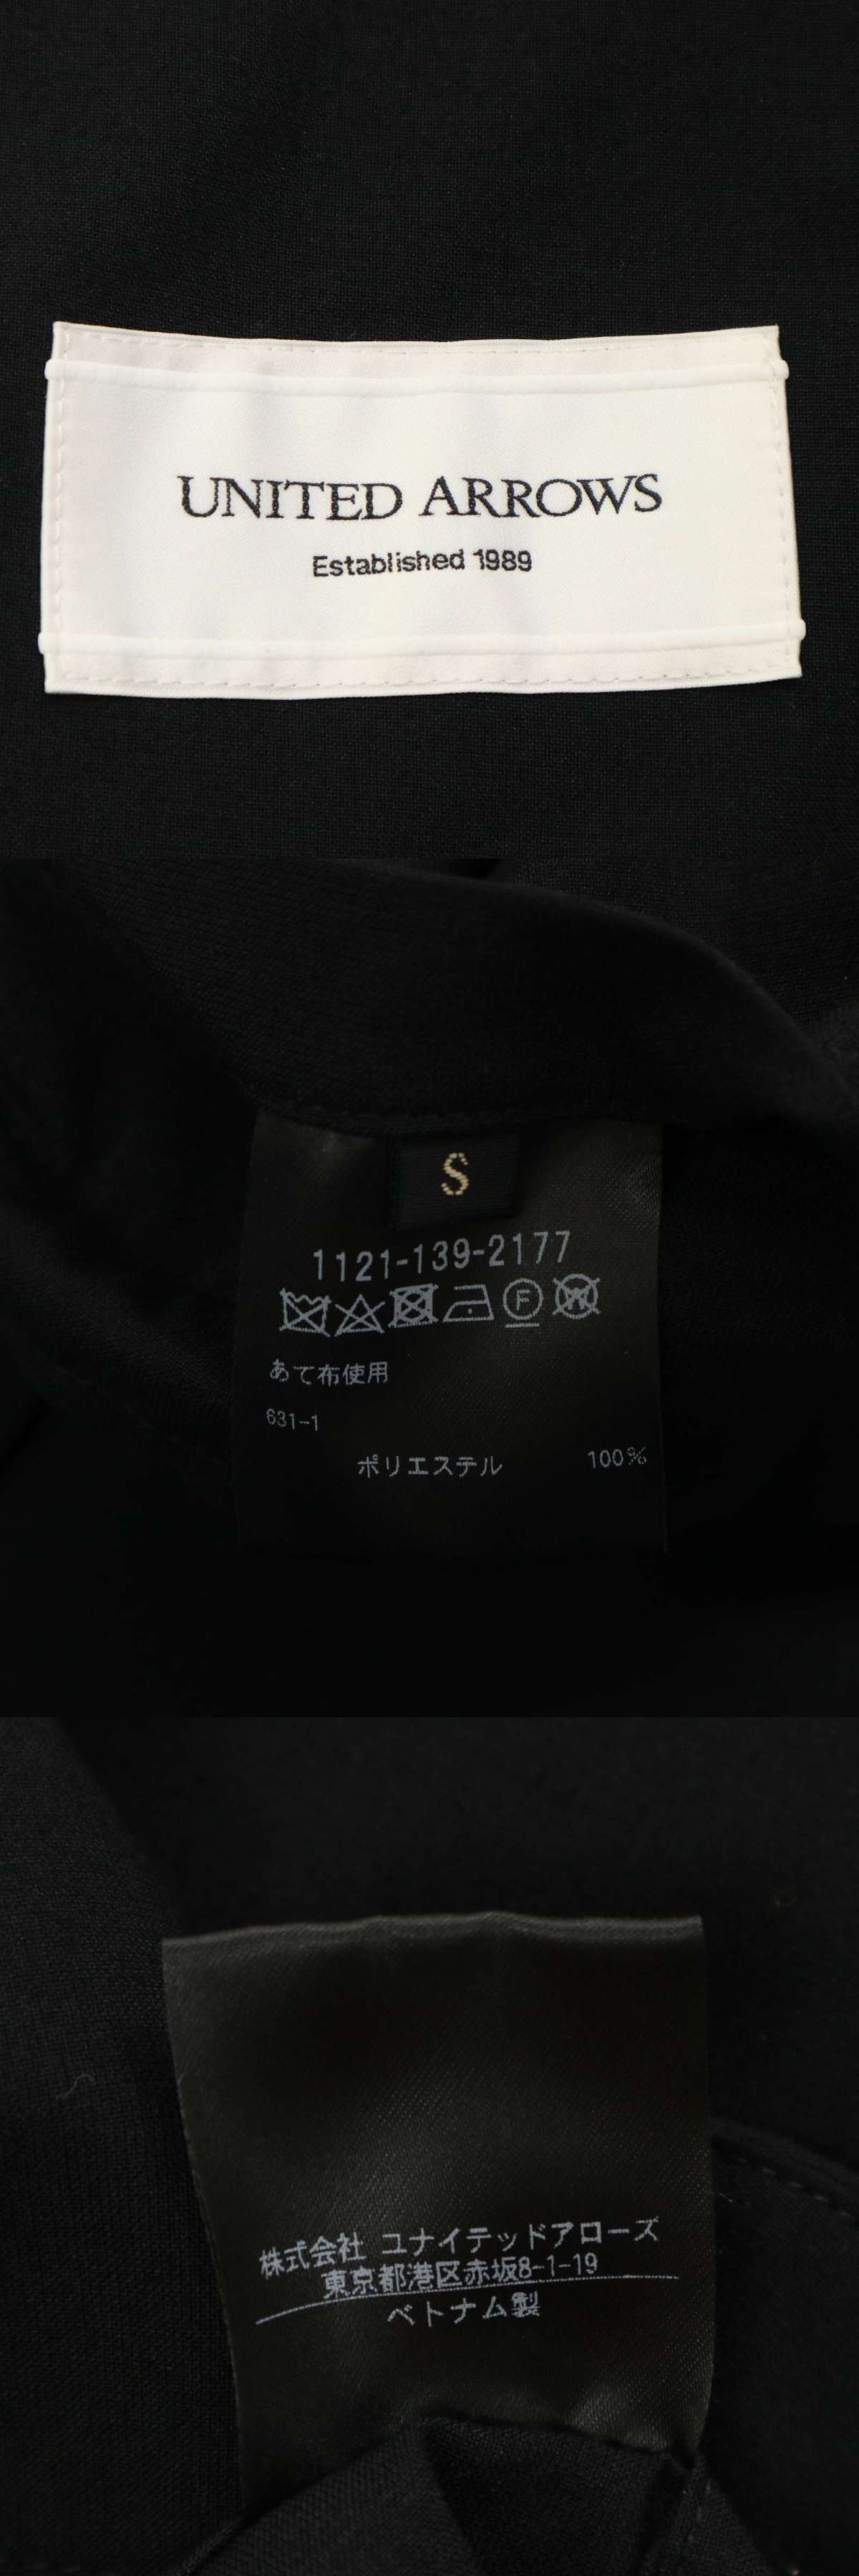 UNITED ARROWS
Established 1989
S
1121-139-2177
F
W
あて布使用
631-1
ポリエステル 100%
株式会社 ユナイテッドアローズ
東京都港区赤坂8-1-19
ベトナム製